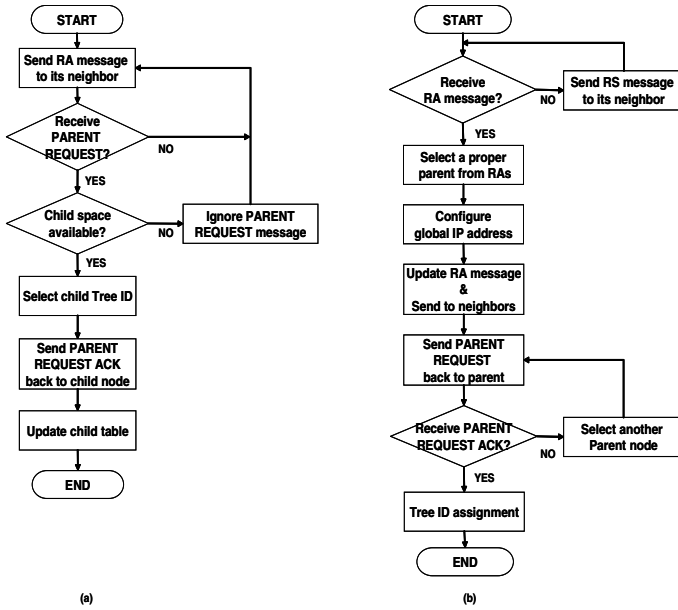 START
Send RA message
to its neighbor
Receive
PARENT
REQUEST?
NO
YES
Child space
available?
NO
Ignore PARENT
REQUEST message
YES
Select child Tree ID
Send PARENT
REQUEST ACK
back to child node
Update child table
END
(a)
START
Receive
RA message?
NO
Send RS message
to its neighbor
YES
Select a proper
parent from RAs
Configure
global IP address
Update RA message
&
Send to neighbors
Send PARENT
REQUEST
back to parent
Receive PARENT
REQUEST ACK?
NO
Select another
Parent node
YES
Tree ID assignment
END
(b)